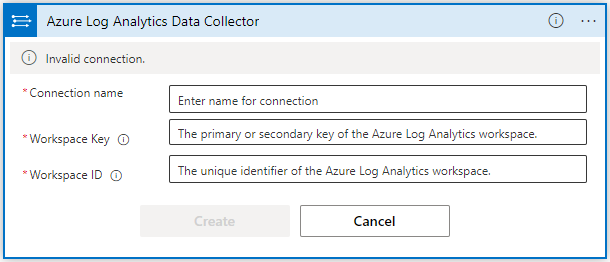 Azure Log Analytics Data Collector
Invalid connection.
*Connection name
Enter name for connection
*Workspace Key
The primary or secondary key of the Azure Log Analytics workspace.
*Workspace ID
The unique identifier of the Azure Log Analytics workspace.
Create Cancel